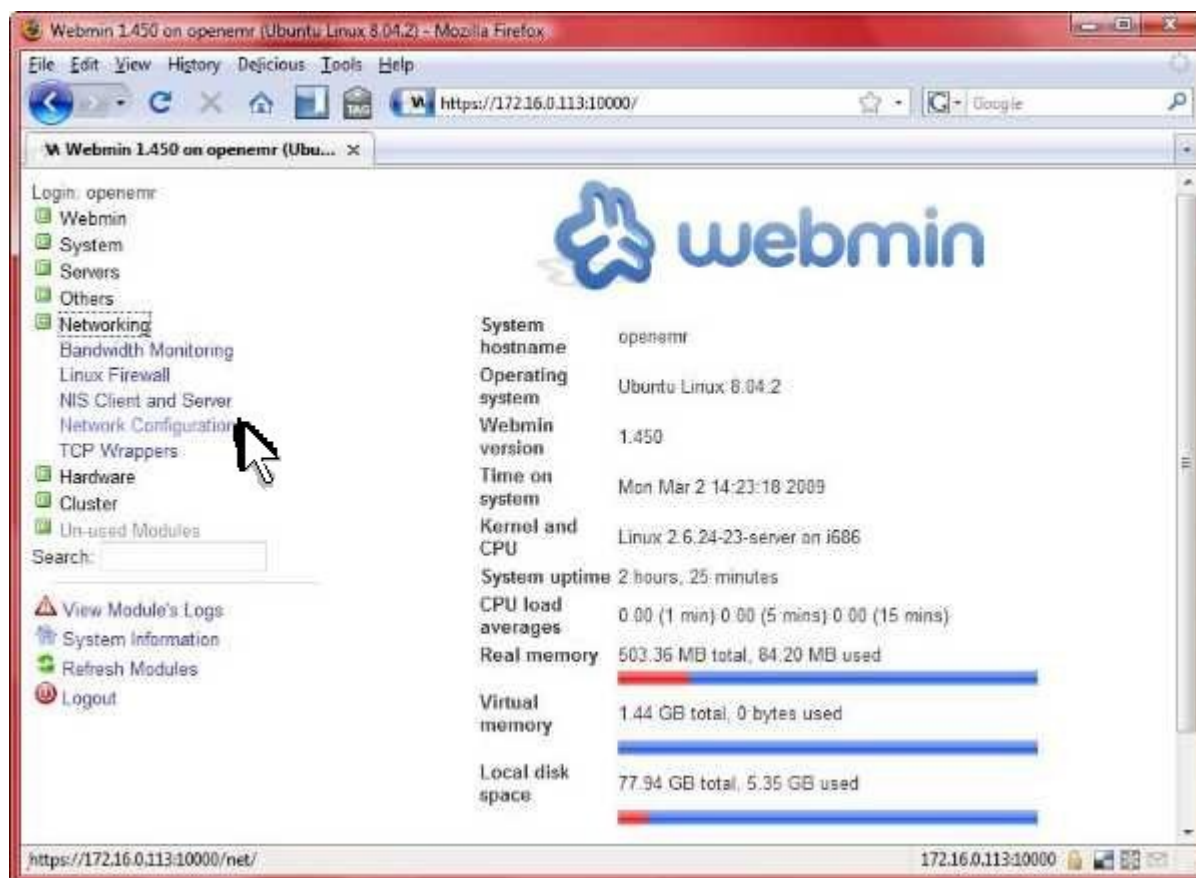 Webmin 1.450 on openemr (Ubuntu Linux 8.04.2) - Mozilla Firefox
File Edit View History Delicious Tools Help
TAG https://172.16.0.113:10000/ Google
Webmin 1.450 on openemr (Ubu...
Login: openemr
Webmin
System
Servers
Others
Networking
Bandwidth Monitoring
Linux Firewall
NIS Client and Server
Network Configuration
TCP Wrappers
Hardware
Cluster
Un-used Modules
Search:
View Module's Logs
System Information
Refresh Modules
Logout
webmin
System hostname openemr
Operating system Ubuntu Linux 8.04.2
Webmin version 1.450
Time on system Mon Mar 2 14:23:18 2009
Kernel and CPU Linux 2.6.24-23-server on i686
System uptime 2 hours, 25 minutes
CPU load averages 0.00 (1 min) 0.00 (5 mins) 0.00 (15 mins)
Real memory 503.36 MB total, 84.20 MB used
Virtual memory 1.44 GB total, 0 bytes used
Local disk space 77.94 GB total, 5.35 GB used
https://172.16.0.113:10000/net/ 172.16.0.113:10000